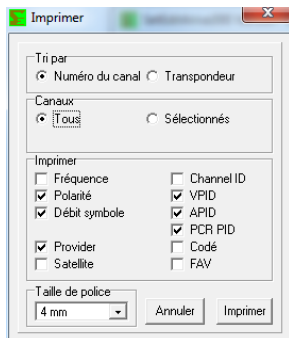 Imprimer
Tri par
Numéro du canal Transpondeur
Canaux
Tous Sélectionnés
Imprimer
Fréquence Channel ID
Polarité VPID
Débit symbole APID
PCR PID
Provider Codé
Satellite FAV
Taille de police
4 mm Annuler Imprimer